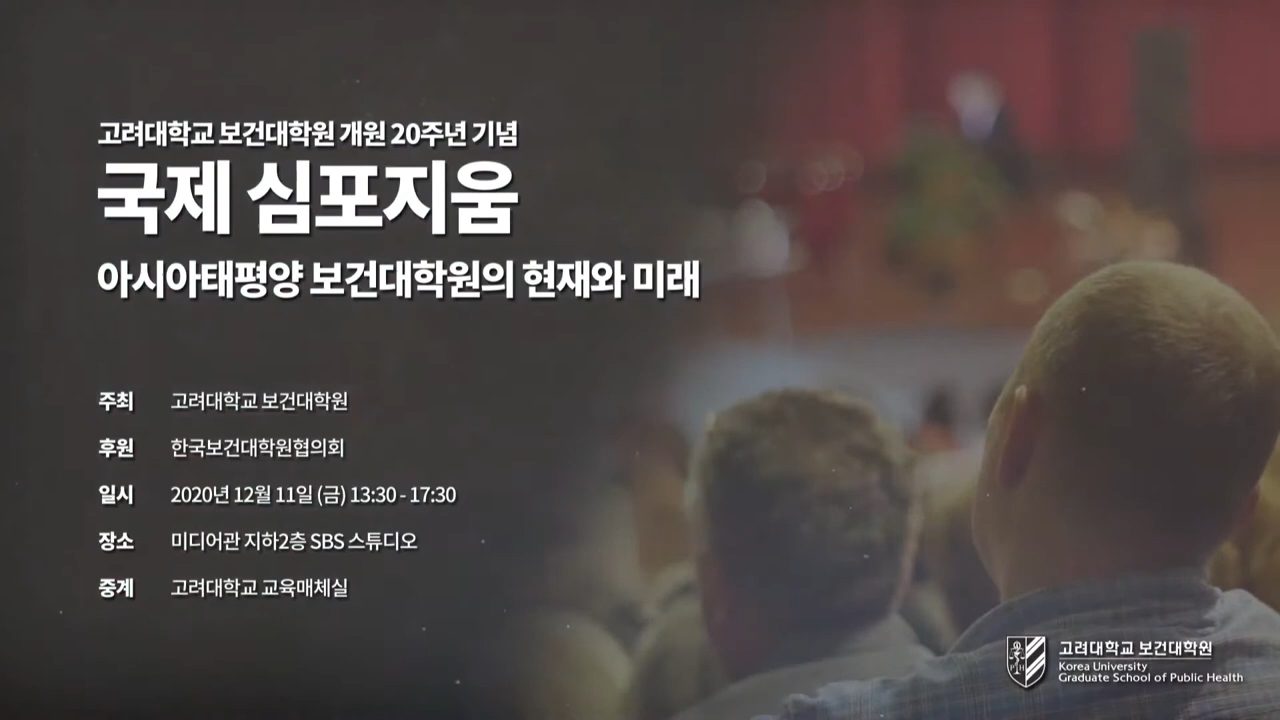 고려대학교 보건대학원 개원 20주년 기념
국제 심포지움
아시아태평양 보건대학원의 현재와 미래
주최 고려대학교 보건대학원
후원 한국보건대학원협의회
일시 2020년 12월 11일 (금) 13:30 - 17:30
장소 미디어관 지하2층 SBS 스튜디오
중계 고려대학교 교육매체실
고려대학교 보건대학원
Korea University
Graduate School of Public Health